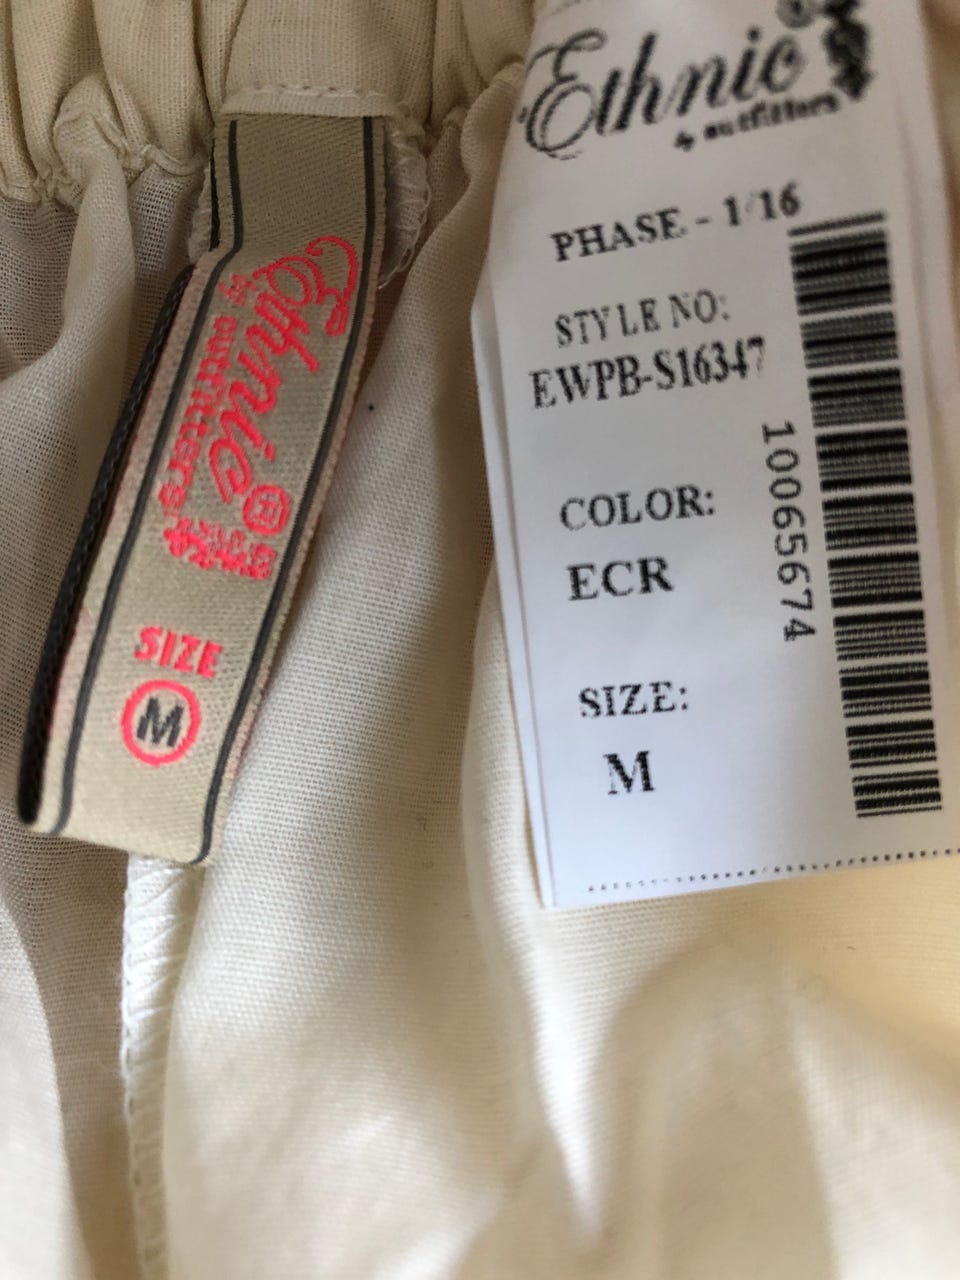 Ethnic®
by outfitters
SIZE
M
Ethnic®
by outfitters
PHASE - 1/16
STYLE NO:
EWPB-S16347
COLOR:
ECR
SIZE:
M
10065674